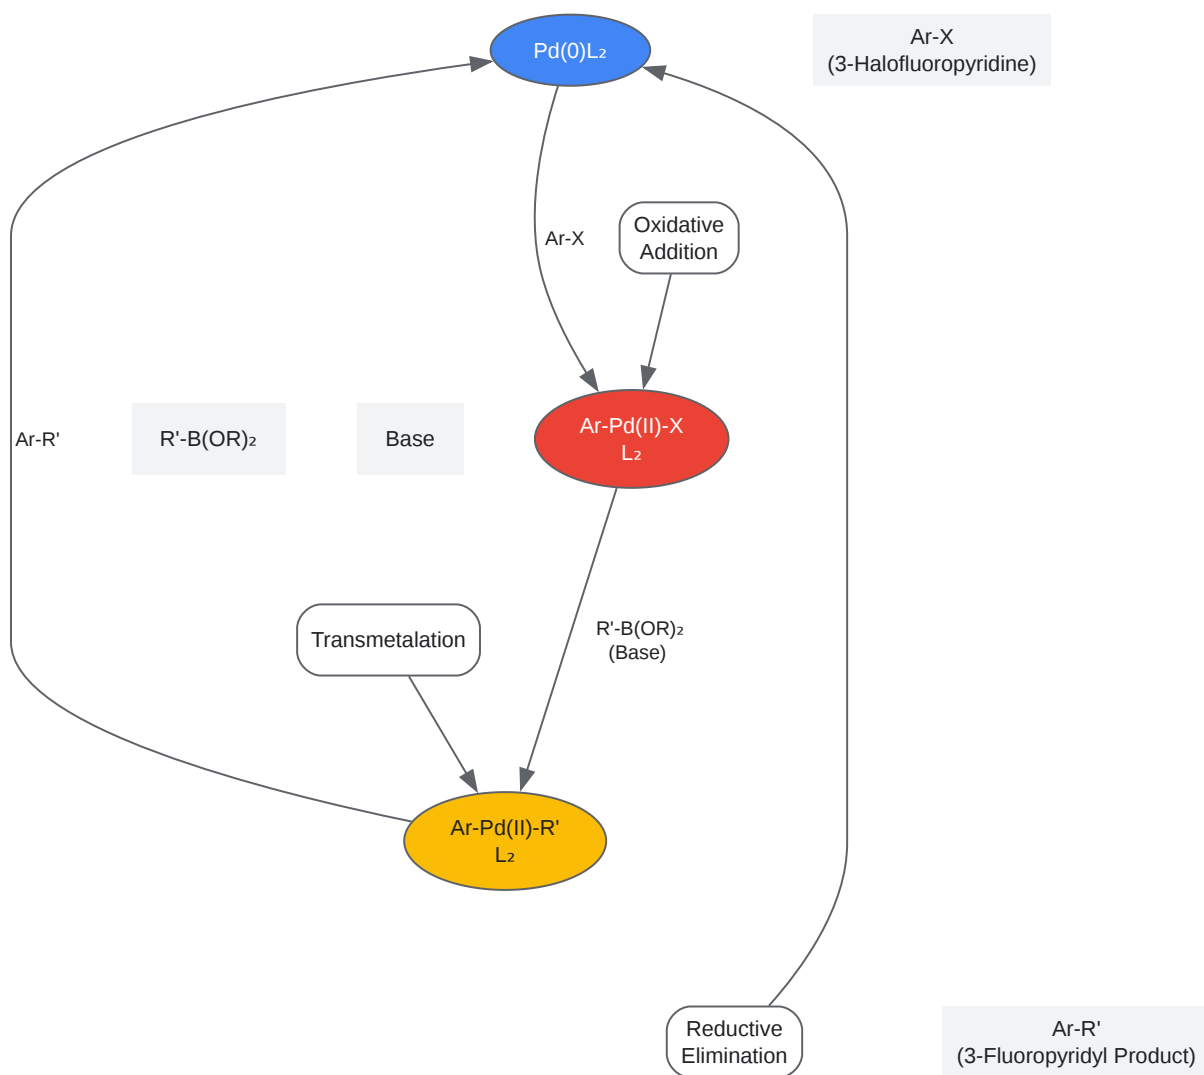 Pd(0)L₂
Ar-X
(3-Halofluoropyridine)
Oxidative
Addition
Ar-X
Ar-R'
R'-B(OR)₂
Base
Ar-Pd(II)-X
L₂
Transmetalation
R'-B(OR)₂
(Base)
Ar-Pd(II)-R'
L₂
Reductive
Elimination
Ar-R'
(3-Fluoropyridyl Product)